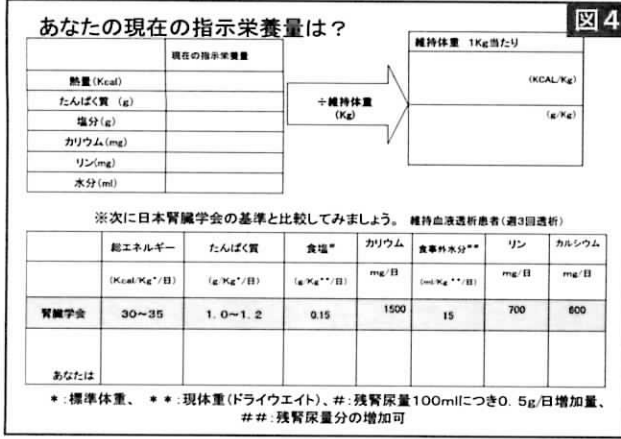 図4
あなたの現在の指示栄養量は？
現在の指示栄養量
熱量(Kcal)
たんぱく質 (g)
塩分(g)
カリウム(mg)
リン(mg)
水分(ml)
÷維持体重
(Kg)
維持体重 1Kg当たり
(KCAL/Kg)
(g/Kg)
※次に日本腎臓学会の基準と比較してみましょう。 維持血液透析患者(週3回透析)
総エネルギー たんぱく質 食塩# カリウム 食事外水分## リン カルシウム
(Kcal/Kg*/日) (g/Kg*/日) (g/Kg**/日) mg/日 (ml/Kg**/日) mg/日 mg/日
腎臓学会 30～35 1.0～1.2 0.15 1500 15 700 600
あなたは
*:標準体重、 **:現体重(ドライウエイト)、#:残腎尿量100mlにつき0.5g/日増加量、
##:残腎尿量分の増加可